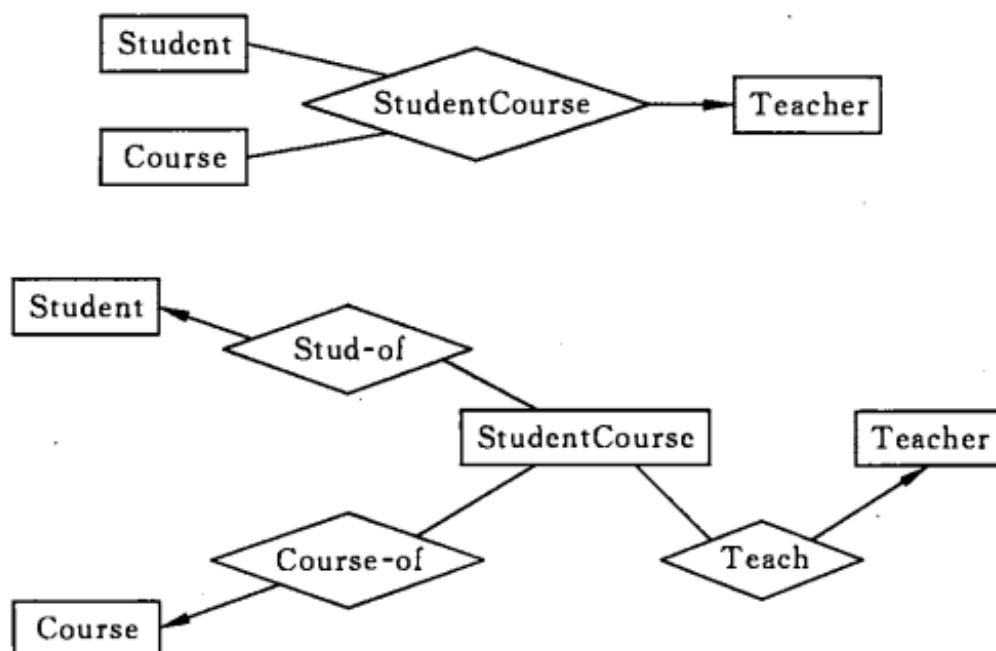 Student
StudentCourse
Teacher
Course
Student
Stud-of
StudentCourse
Teacher
Course-of
Teach
Course